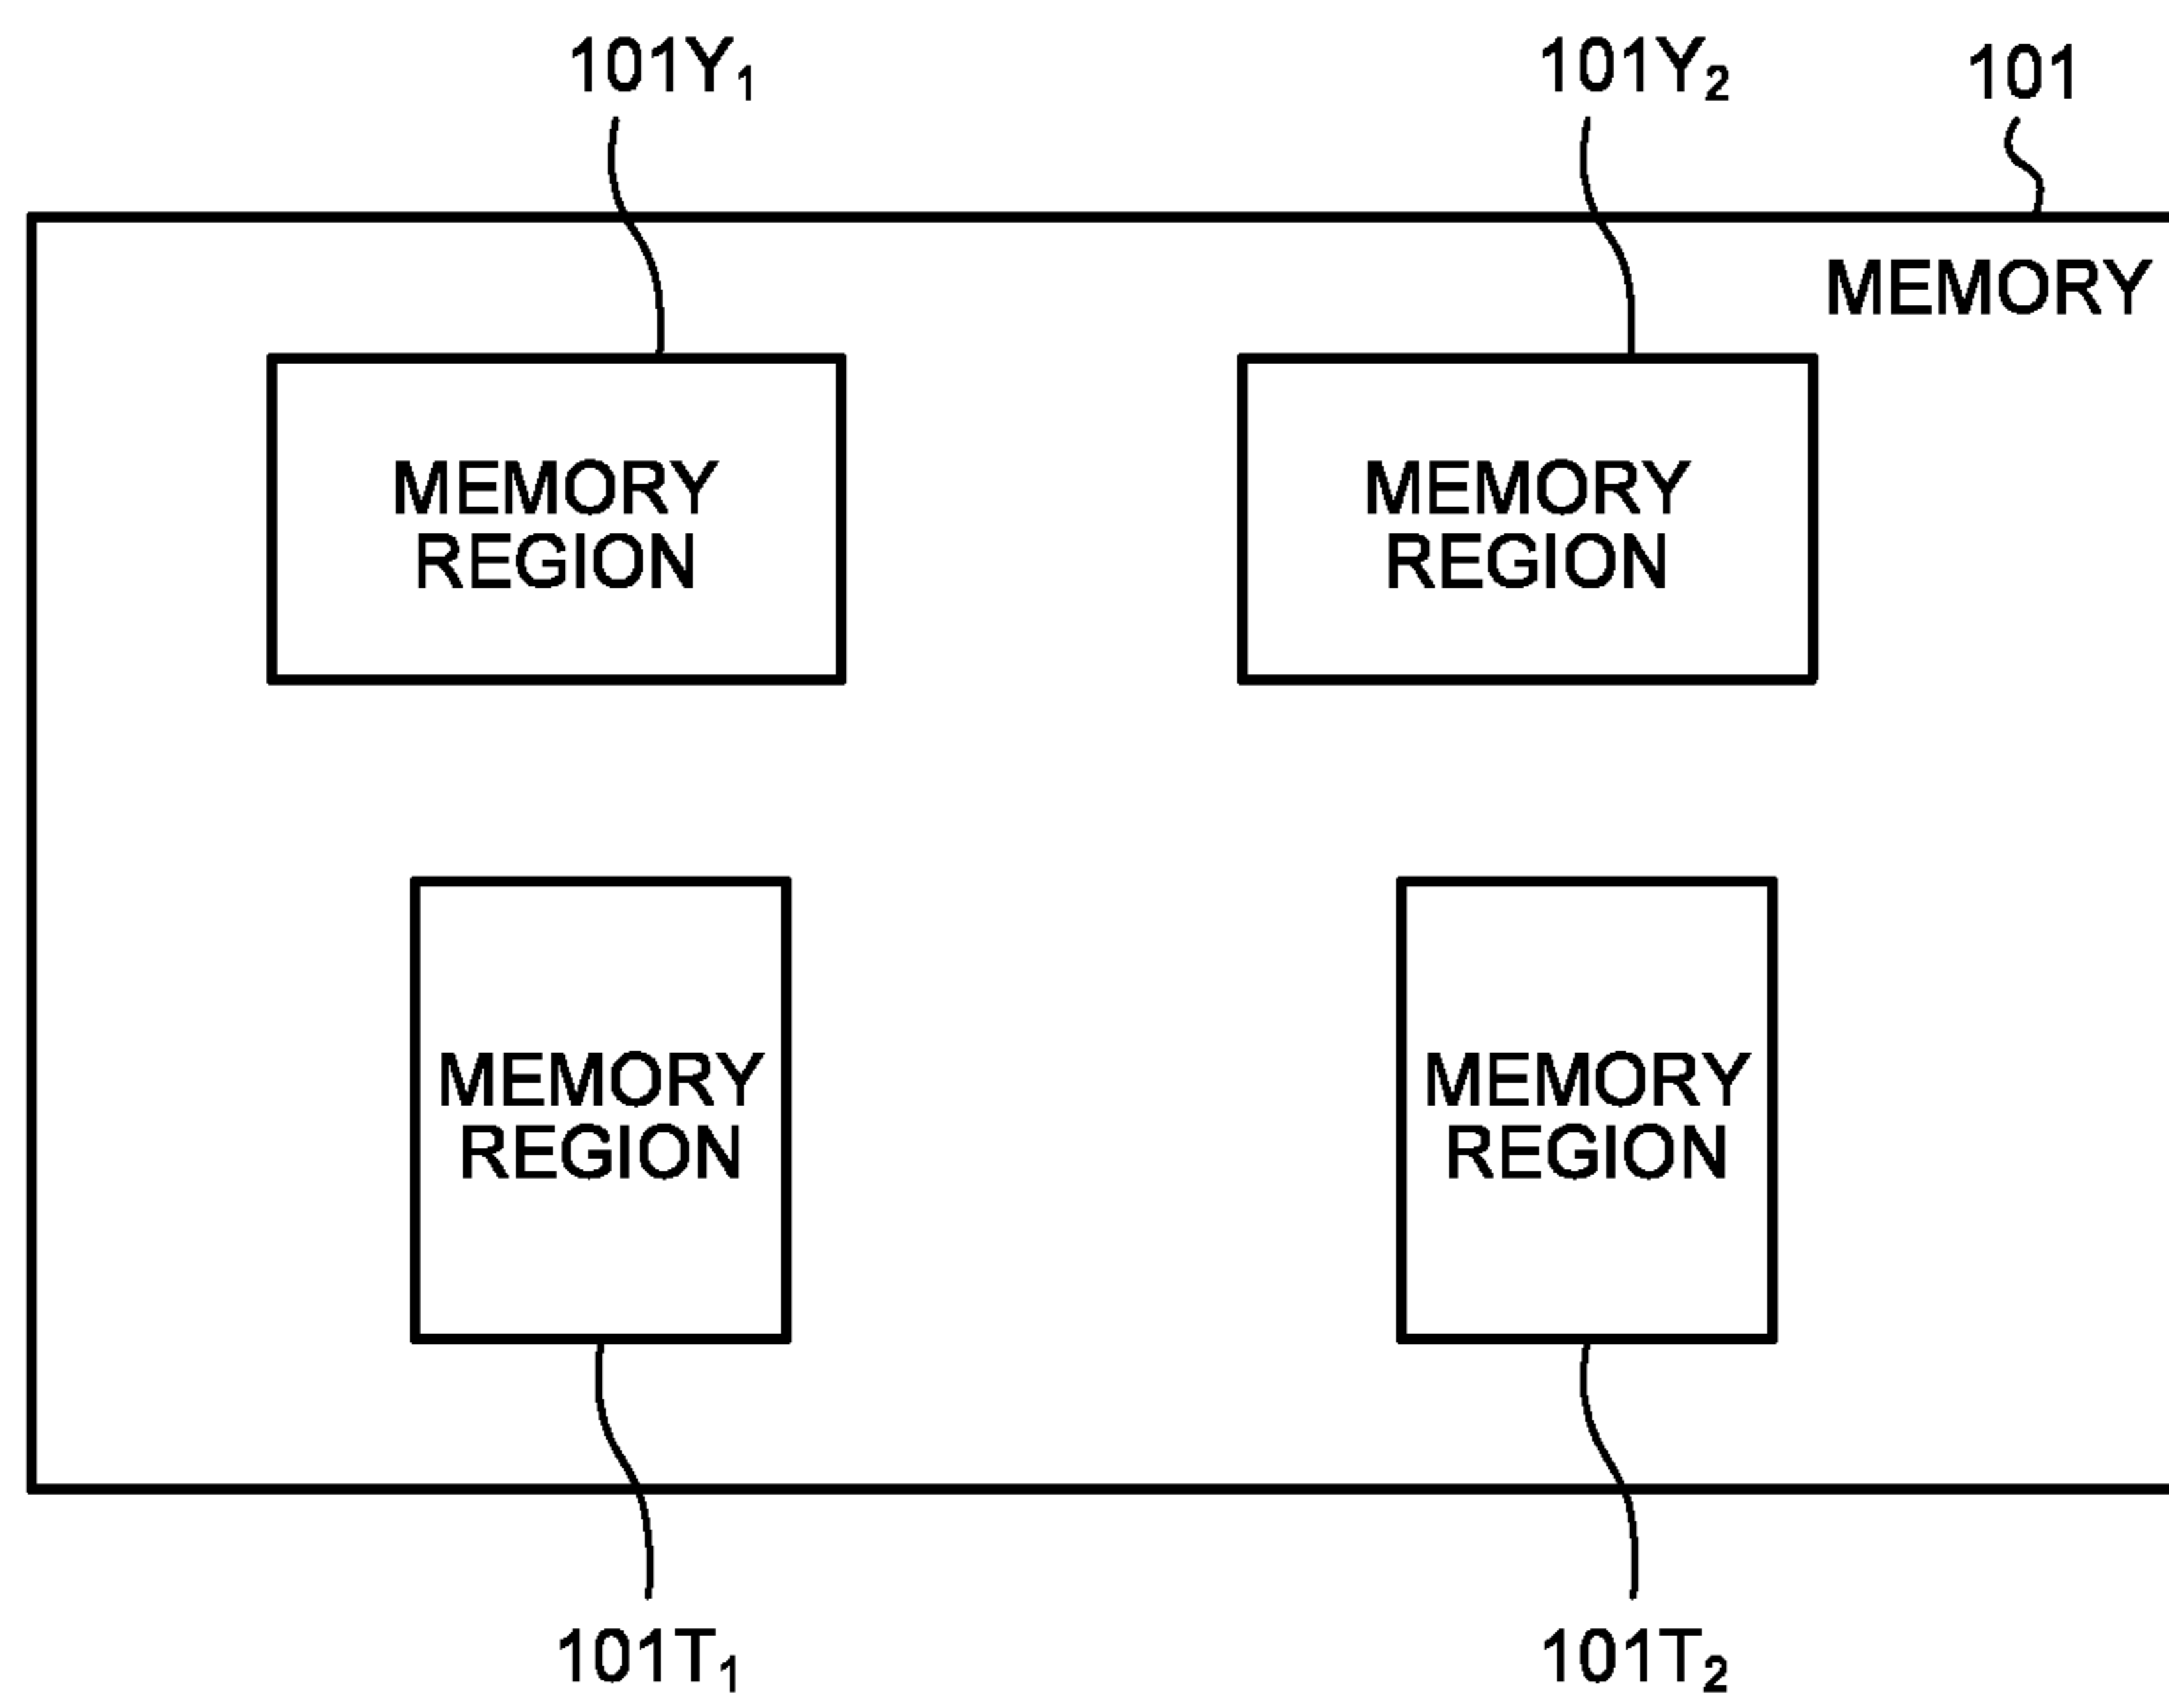 101Y₁
101Y₂
101
MEMORY
MEMORY
REGION
MEMORY
REGION
MEMORY
REGION
MEMORY
REGION
101T₁
101T₂